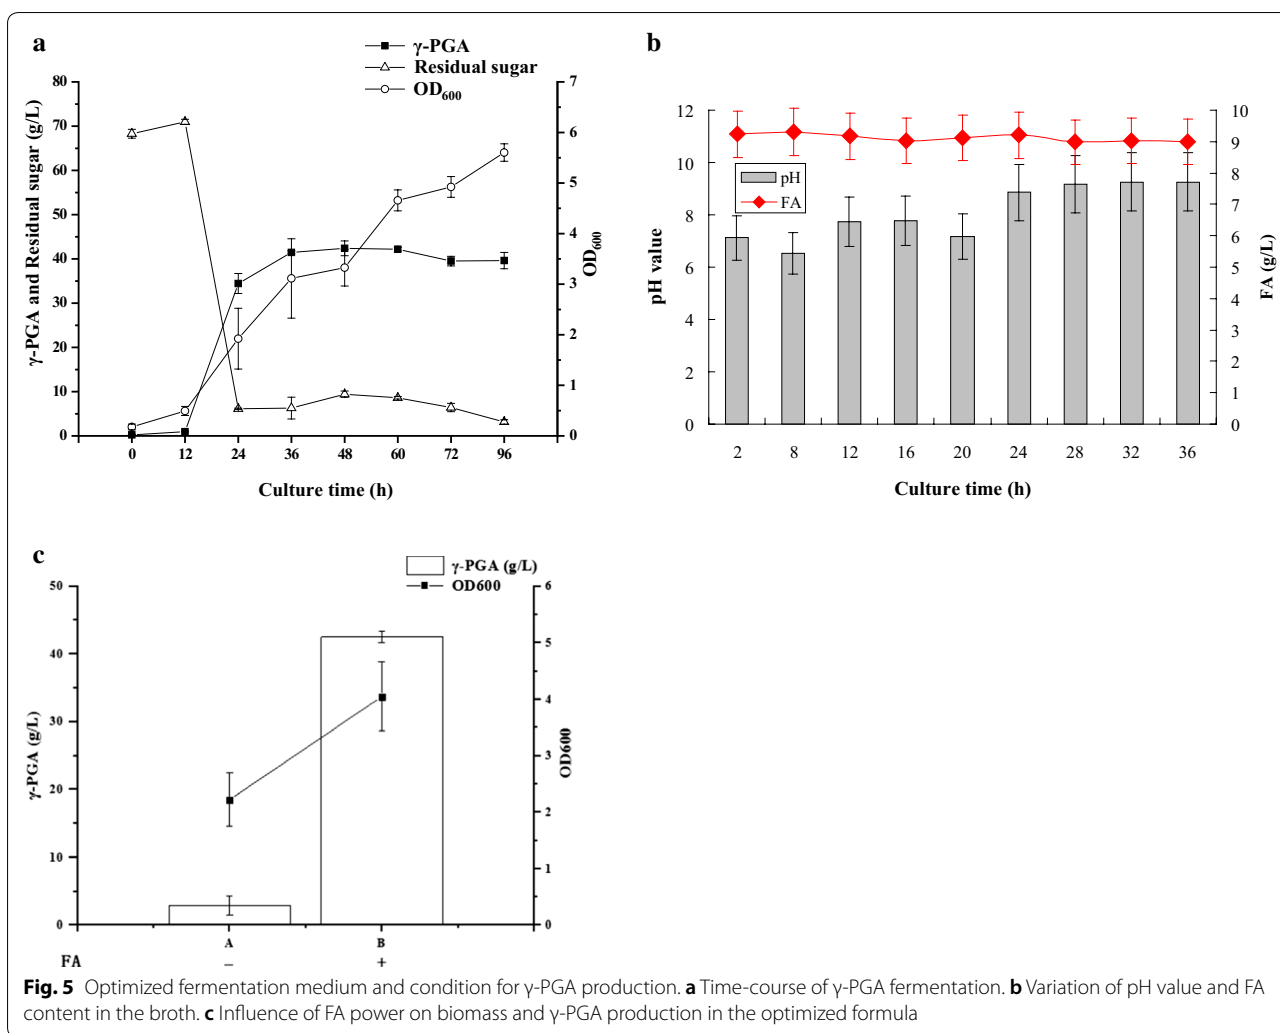 a
γ-PGA
Residual sugar
OD600
γ-PGA and Residual sugar (g/L)
80
70
60
50
40
30
20
10
0
7
6
5
4
3
2
1
0
OD600
0 12 24 36 48 60 72 96
Culture time (h)
b
pH value
12
10
8
6
4
2
0
pH
FA
10
9
8
7
6
5
4
3
2
1
0
FA (g/L)
2 8 12 16 20 24 28 32 36
Culture time (h)
c
γ-PGA (g/L)
OD600
γ-PGA (g/L)
50
40
30
20
10
0
6
5
4
3
2
1
0
OD600
A B
FA − +
Fig. 5 Optimized fermentation medium and condition for γ-PGA production. a Time-course of γ-PGA fermentation. b Variation of pH value and FA
content in the broth. c Influence of FA power on biomass and γ-PGA production in the optimized formula